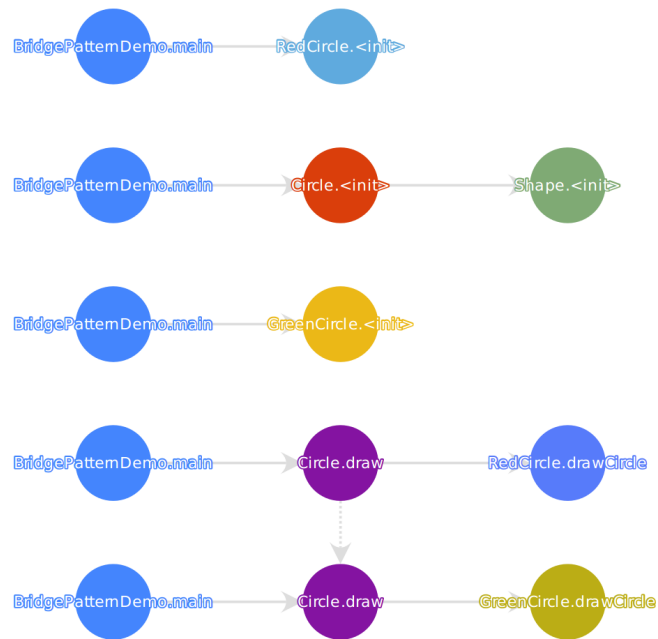 BridgePatternDemo.main RedCircle.<init>
BridgePatternDemo.main Circle.<init> Shape.<init>
BridgePatternDemo.main GreenCircle.<init>
BridgePatternDemo.main Circle.draw RedCircle.drawCircle
BridgePatternDemo.main Circle.draw GreenCircle.drawCircle